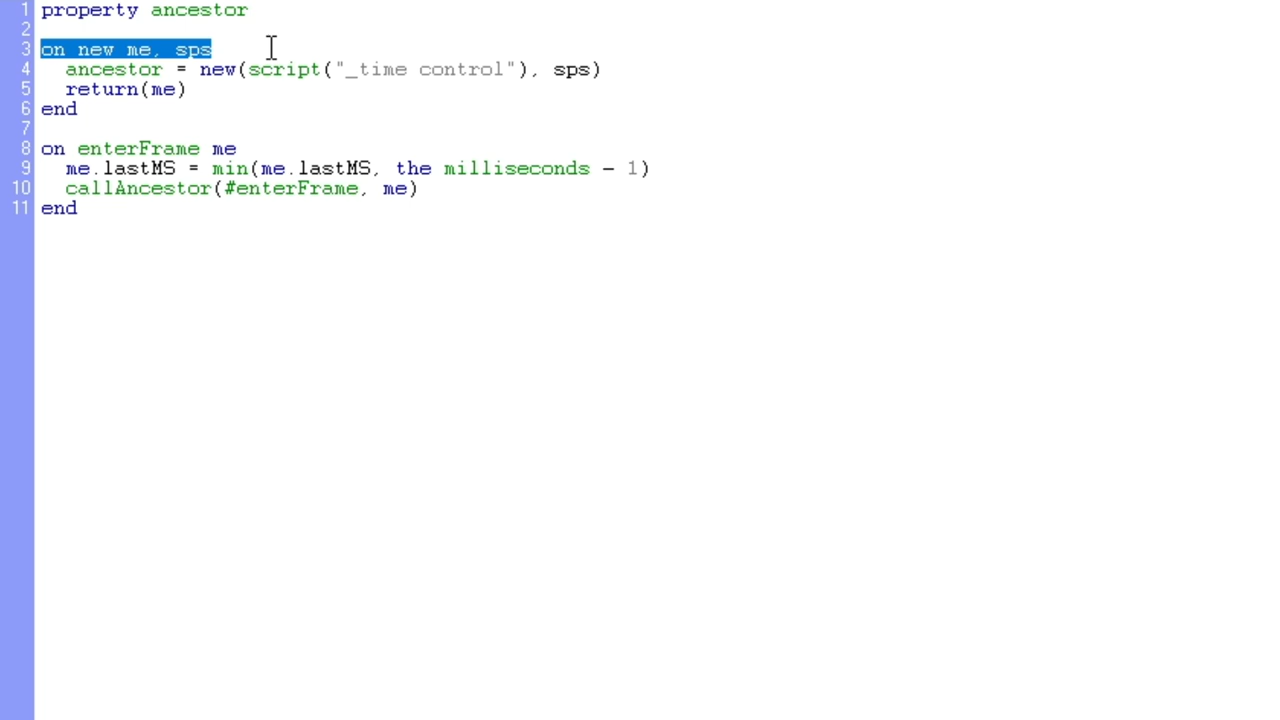 1 property ancestor
2
3 on new me, sps
4 ancestor = new(script("_time control"), sps)
5 return(me)
6 end
7
8 on enterFrame me
9 me.lastMS = min(me.lastMS, the milliseconds - 1)
10 callAncestor(#enterFrame, me)
11 end